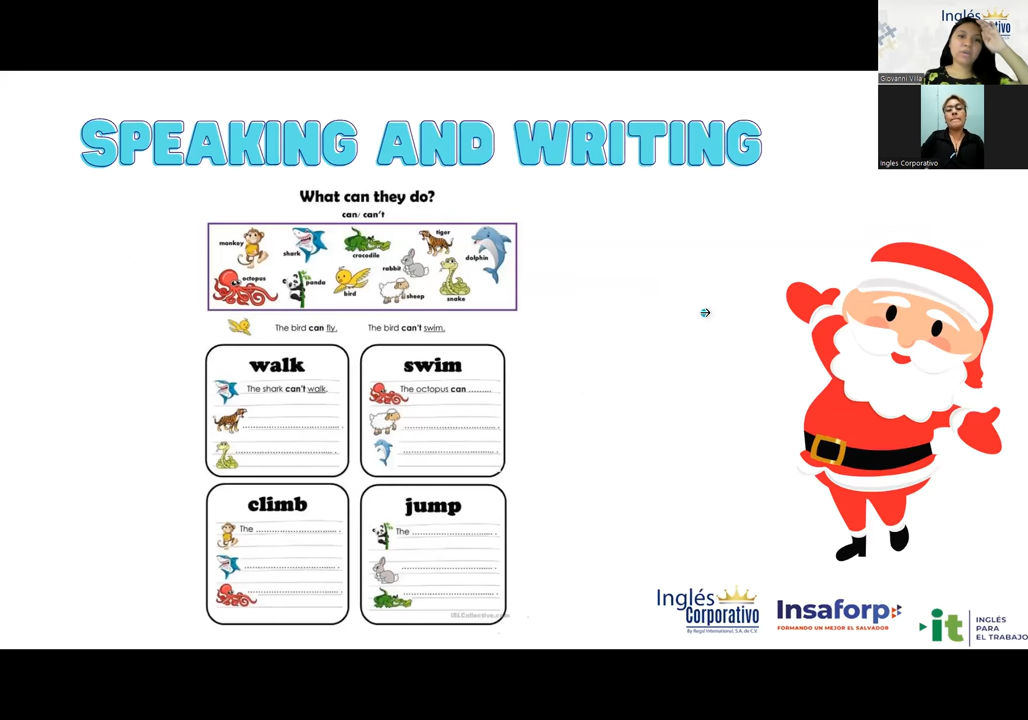 Inglés
Giovanni Villa
Ingles Corporativo
SPEAKING AND WRITING
What can they do?
can/ can't
monkey
shark
crocodile
tiger
dolphin
octopus
panda
bird
rabbit
sheep
snake
The bird can fly. The bird can't swim.
walk
The shark can't walk.
swim
The octopus can ..........
climb
The ..............................
jump
The ..............................
iSLCollective.com
Inglés
Corporativo
By Regal International, S.A. de C.V.
Insaforp
FORMANDO UN MEJOR EL SALVADOR
it
INGLÉS
PARA
EL TRABAJO